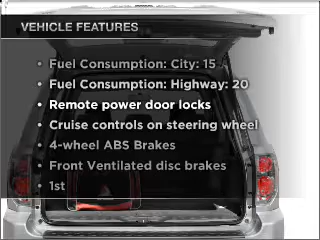 VEHICLE FEATURES
• Fuel Consumption: City: 15
• Fuel Consumption: Highway: 20
• Remote power door locks
• Cruise controls on steering wheel
• 4-wheel ABS Brakes
• Front Ventilated disc brakes
• 1st